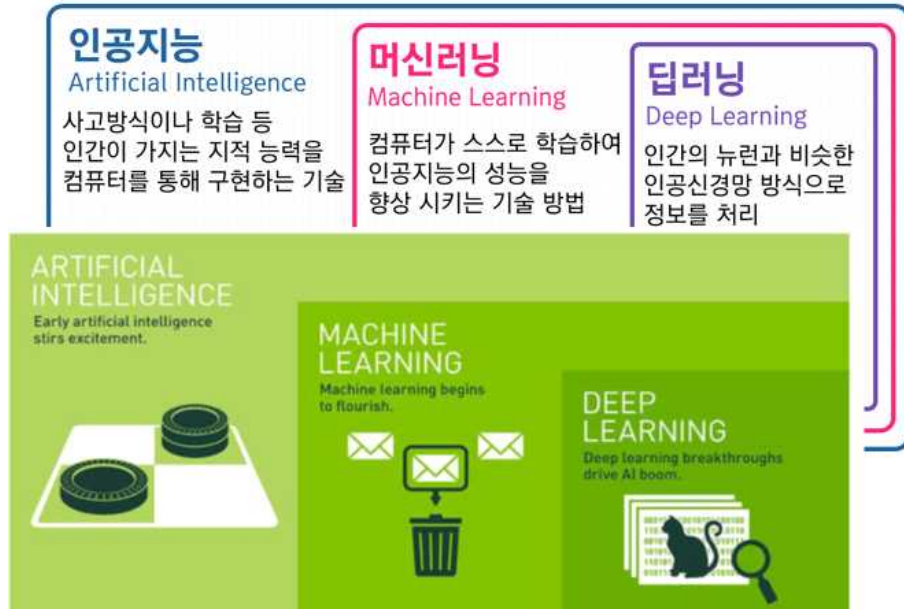 인공지능
Artificial Intelligence
사고방식이나 학습 등
인간이 가지는 지적 능력을
컴퓨터를 통해 구현하는 기술
머신러닝
Machine Learning
컴퓨터가 스스로 학습하여
인공지능의 성능을
향상 시키는 기술 방법
딥러닝
Deep Learning
인간의 뉴런과 비슷한
인공신경망 방식으로
정보를 처리
ARTIFICIAL
INTELLIGENCE
Early artificial intelligence
stirs excitement.
MACHINE
LEARNING
Machine learning begins
to flourish.
DEEP
LEARNING
Deep learning breakthroughs
drive AI boom.